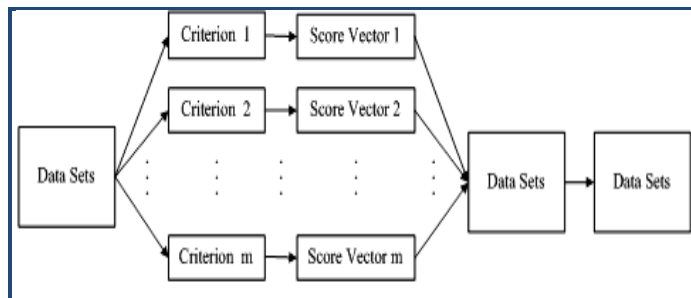 Criterion 1
Score Vector 1
Criterion 2
Score Vector 2
Data Sets
Data Sets
Data Sets
Criterion m
Score Vector m